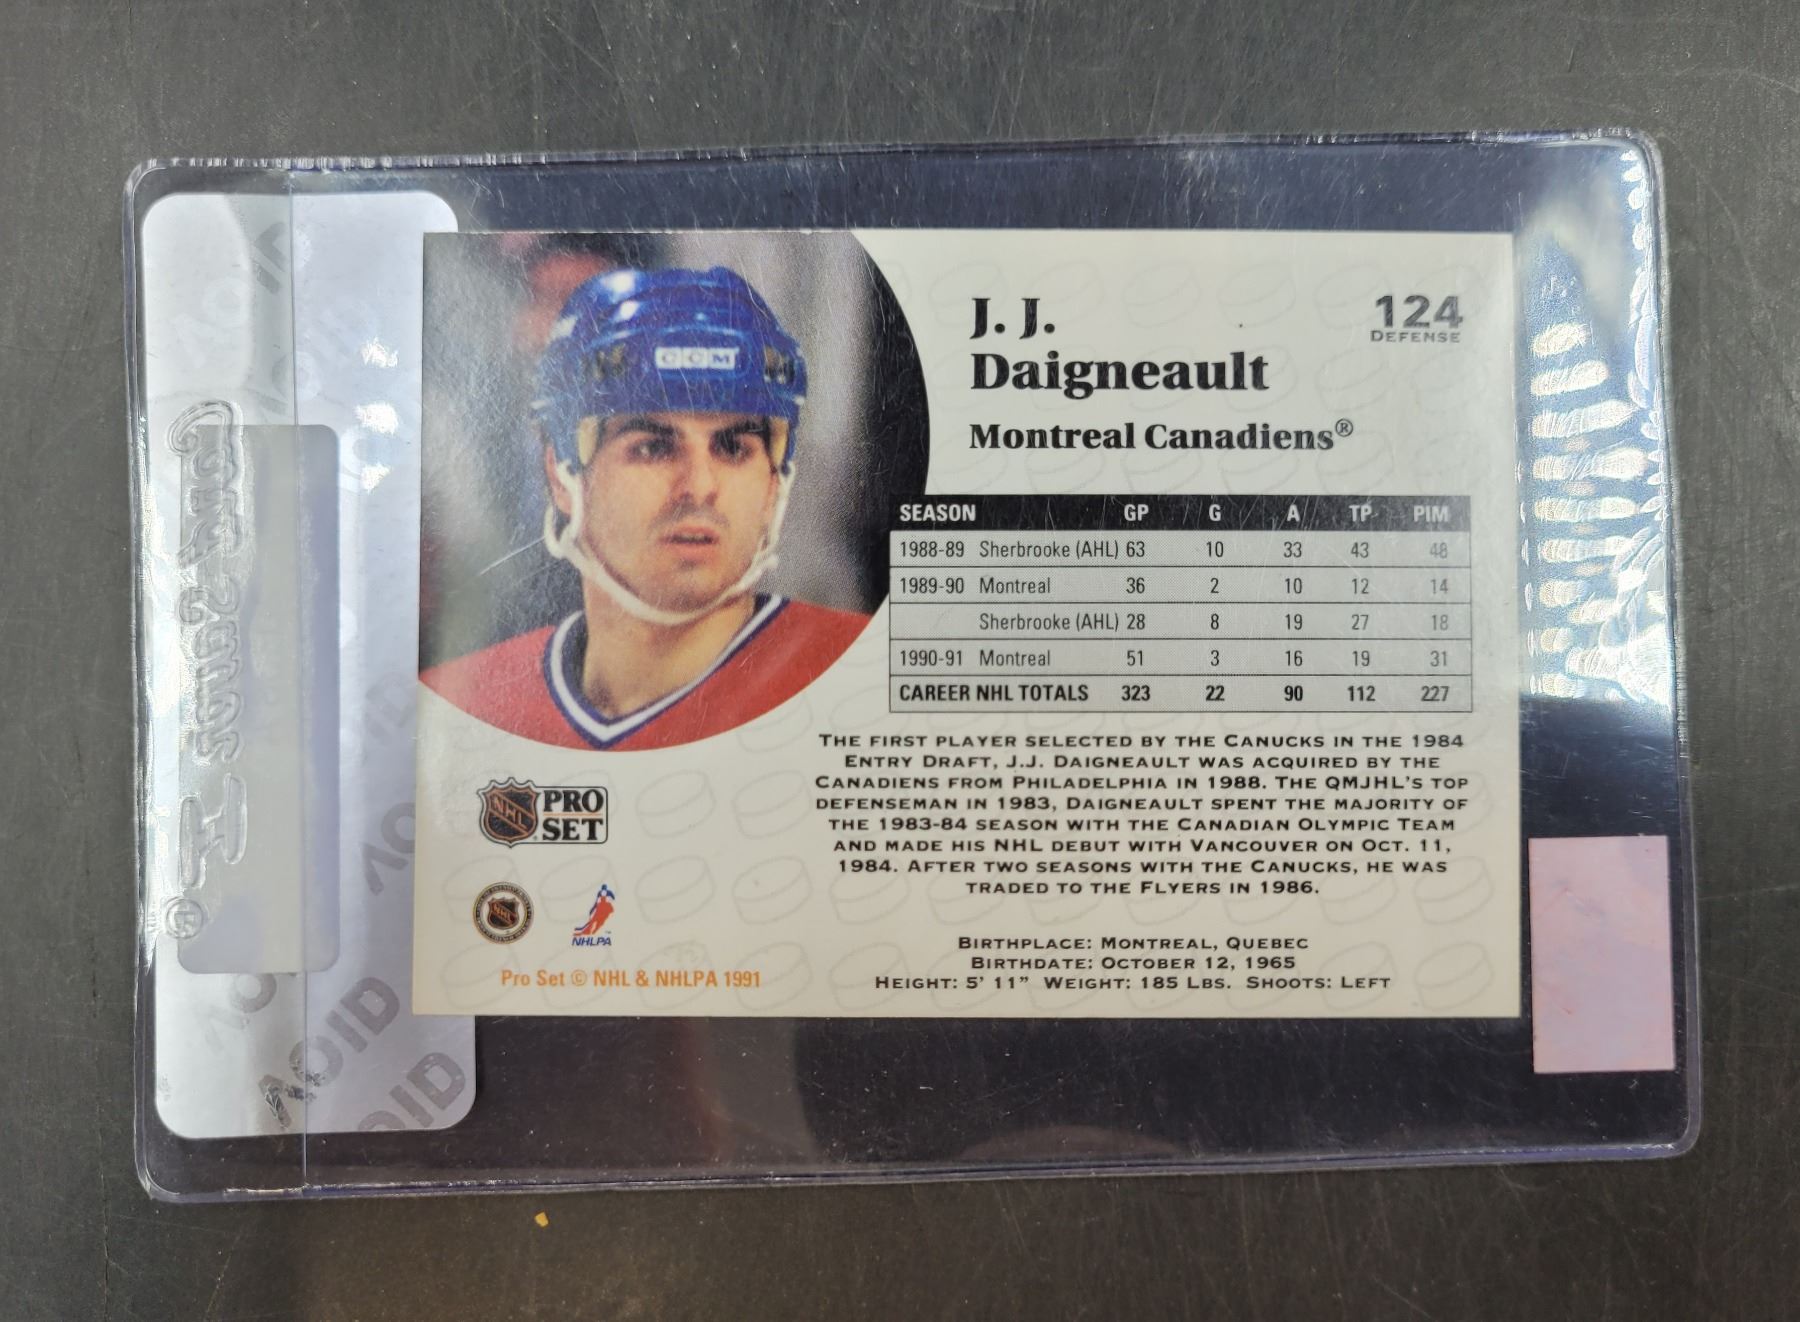 CCM
J. J.
Daigneault
Montreal Canadiens®
124
DEFENSE
SEASON GP G A TP PIM
1988-89 Sherbrooke (AHL) 63 10 33 43 48
1989-90 Montreal 36 2 10 12 14
Sherbrooke (AHL) 28 8 19 27 18
1990-91 Montreal 51 3 16 19 31
CAREER NHL TOTALS 323 22 90 112 227
THE FIRST PLAYER SELECTED BY THE CANUCKS IN THE 1984
ENTRY DRAFT, J.J. DAIGNEAULT WAS ACQUIRED BY THE
CANADIENS FROM PHILADELPHIA IN 1988. THE QMJHL'S TOP
DEFENSEMAN IN 1983, DAIGNEAULT SPENT THE MAJORITY OF
THE 1983-84 SEASON WITH THE CANADIAN OLYMPIC TEAM
AND MADE HIS NHL DEBUT WITH VANCOUVER ON OCT. 11,
1984. AFTER TWO SEASONS WITH THE CANUCKS, HE WAS
TRADED TO THE FLYERS IN 1986.
BIRTHPLACE: MONTREAL, QUEBEC
BIRTHDATE: OCTOBER 12, 1965
HEIGHT: 5' 11" WEIGHT: 185 LBS. SHOOTS: LEFT
NHL
PRO
SET
NHL
NHLPA
Pro Set © NHL & NHLPA 1991
VOID
VOID
VOID
VOID